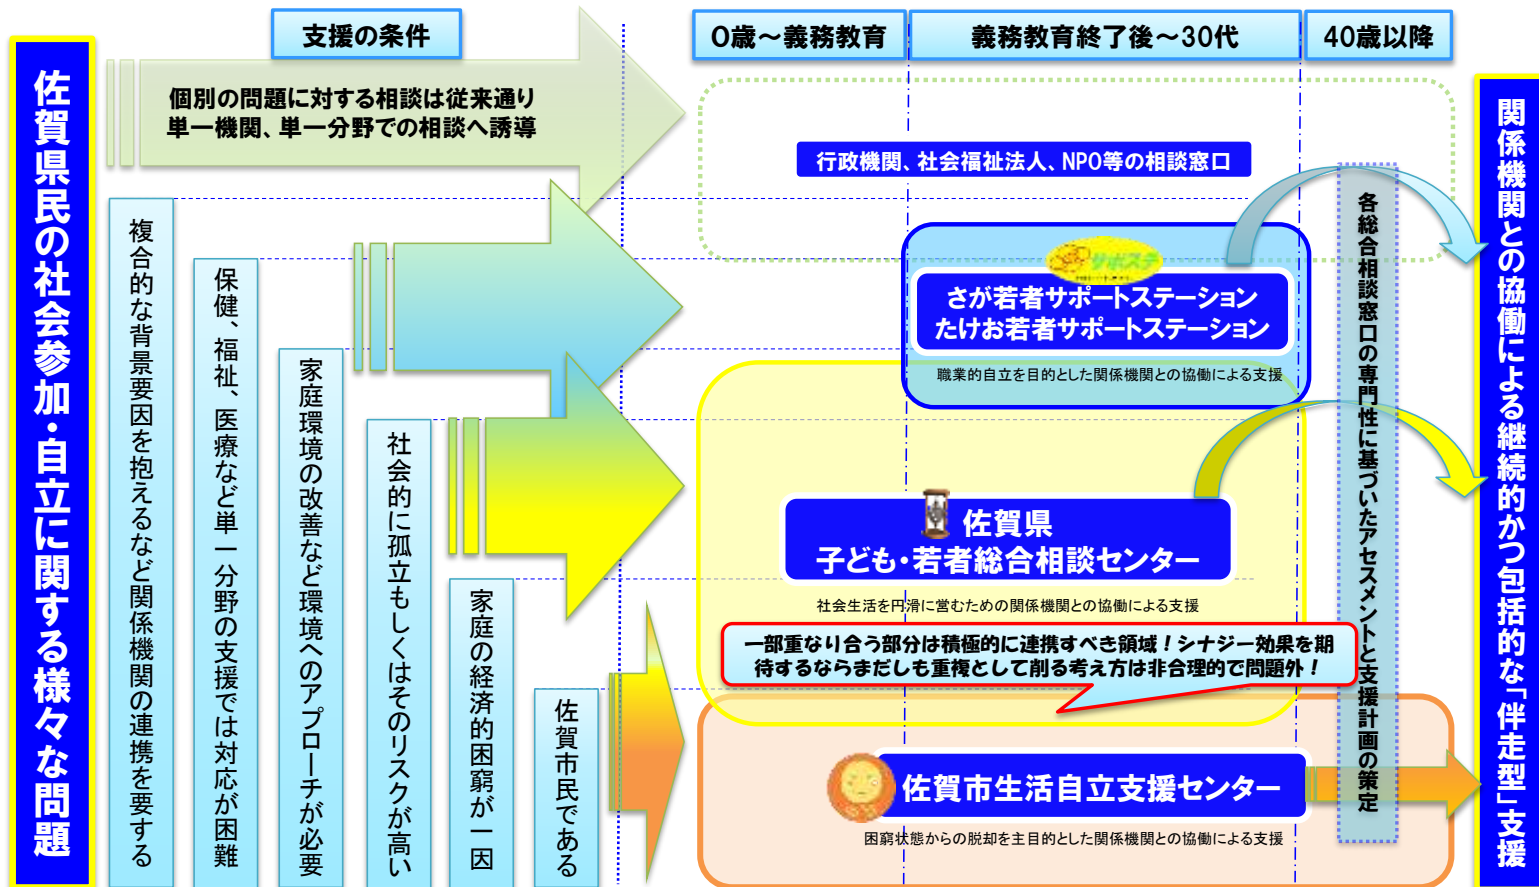 支援の条件
0歳～義務教育
義務教育終了後～30代
40歳以降
佐賀県民の社会参加・自立に関する様々な問題
個別の問題に対する相談は従来通り
単一機関、単一分野での相談へ誘導
複合的な背景要因を抱えるなど関係機関の連携を要する
保健、福祉、医療など単一分野の支援では対応が困難
家庭環境の改善など環境へのアプローチが必要
社会的に孤立もしくはそのリスクが高い
家庭の経済的困窮が一因
佐賀市民である
行政機関、社会福祉法人、NPO等の相談窓口
サポステ
さが若者サポートステーション
たけお若者サポートステーション
職業的自立を目的とした関係機関との協働による支援
佐賀県
子ども・若者総合相談センター
社会生活を円滑に営むための関係機関との協働による支援
一部重なり合う部分は積極的に連携すべき領域！シナジー効果を期
待するならまだしも重複として削る考え方は非合理的で問題外！
佐賀市生活自立支援センター
困窮状態からの脱却を主目的とした関係機関との協働による支援
各総合相談窓口の専門性に基づいたアセスメントと支援計画の策定
関係機関との協働による継続的かつ包括的な「伴走型」支援